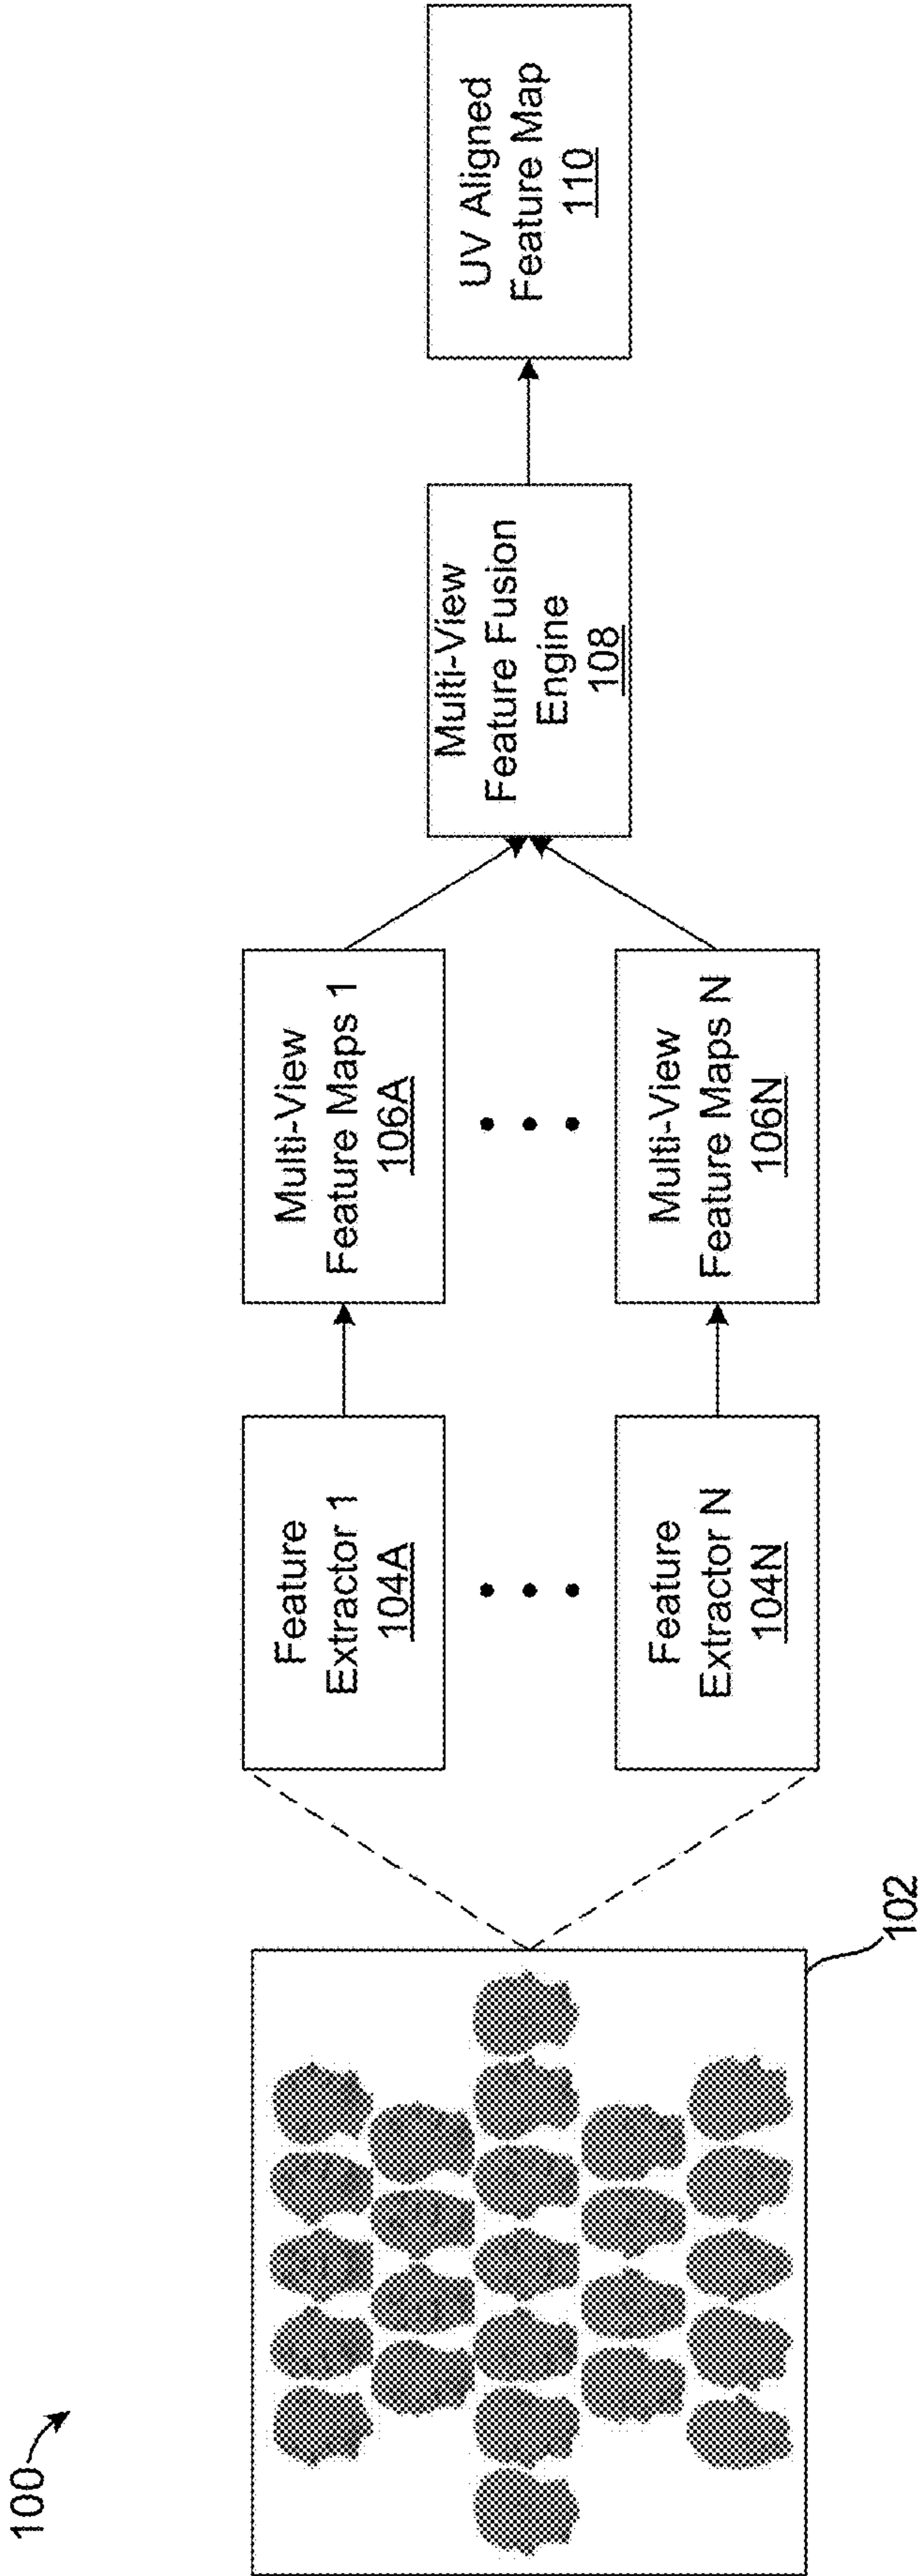 100
102
Feature
Extractor 1
104A
Feature
Extractor N
104N
Multi-View
Feature Maps 1
106A
Multi-View
Feature Maps N
106N
Multi-View
Feature Fusion
Engine
108
UV Aligned
Feature Map
110